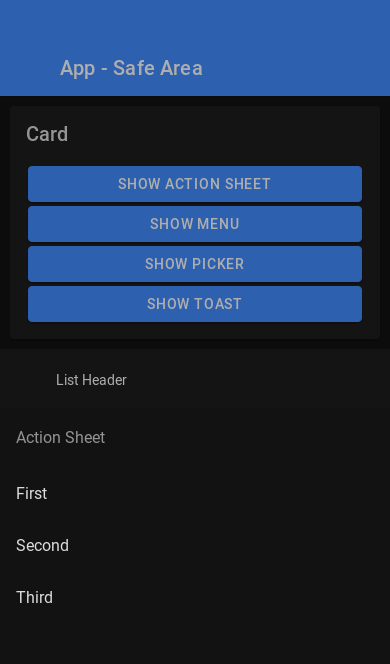 App - Safe Area
Card
SHOW ACTION SHEET
SHOW MENU
SHOW PICKER
SHOW TOAST
List Header
Action Sheet
First
Second
Third